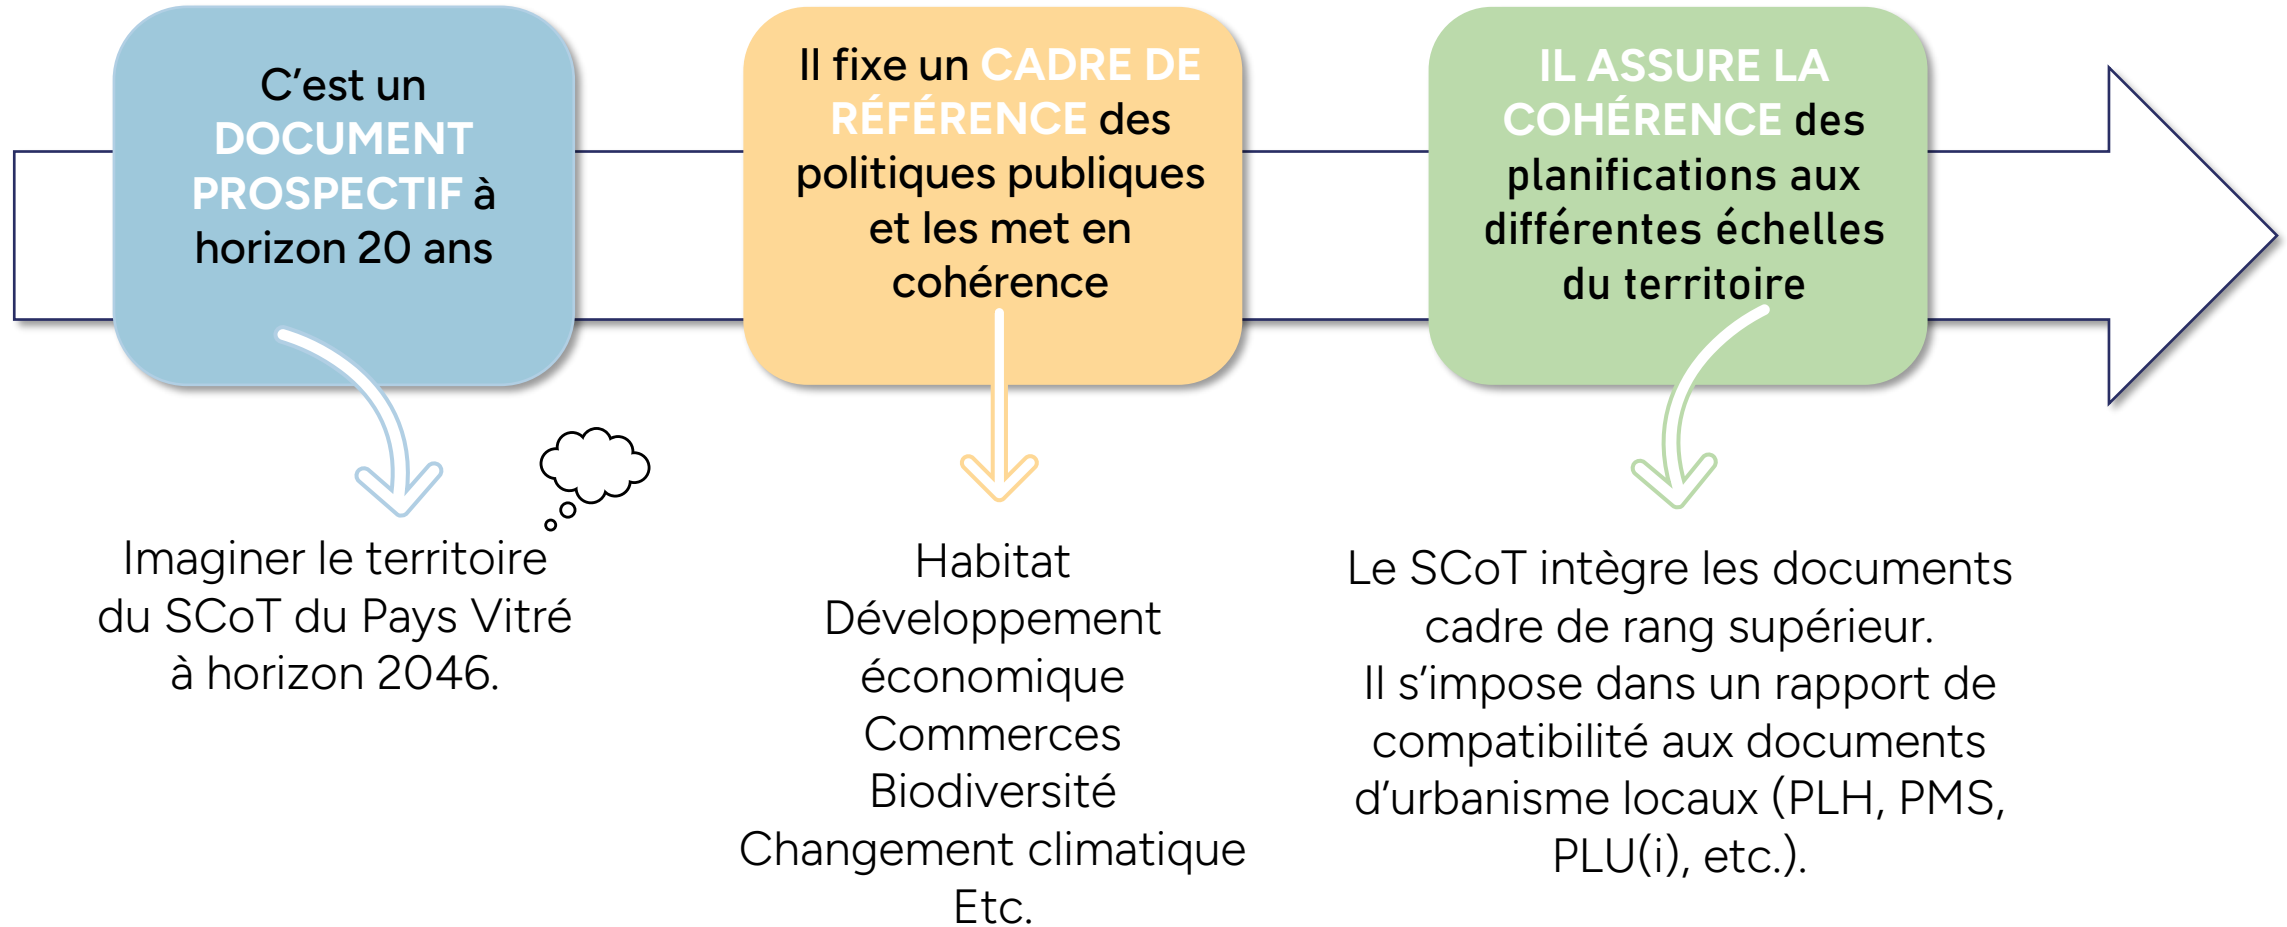 C’est un
DOCUMENT
PROSPECTIF à
horizon 20 ans
Imaginer le territoire
du SCoT du Pays Vitré
à horizon 2046.
Il fixe un CADRE DE
RÉFÉRENCE des
politiques publiques
et les met en
cohérence
Habitat
Développement
économique
Commerces
Biodiversité
Changement climatique
Etc.
IL ASSURE LA
COHÉRENCE des
planifications aux
différentes échelles
du territoire
Le SCoT intègre les documents
cadre de rang supérieur.
Il s’impose dans un rapport de
compatibilité aux documents
d’urbanisme locaux (PLH, PMS,
PLU(i), etc.).